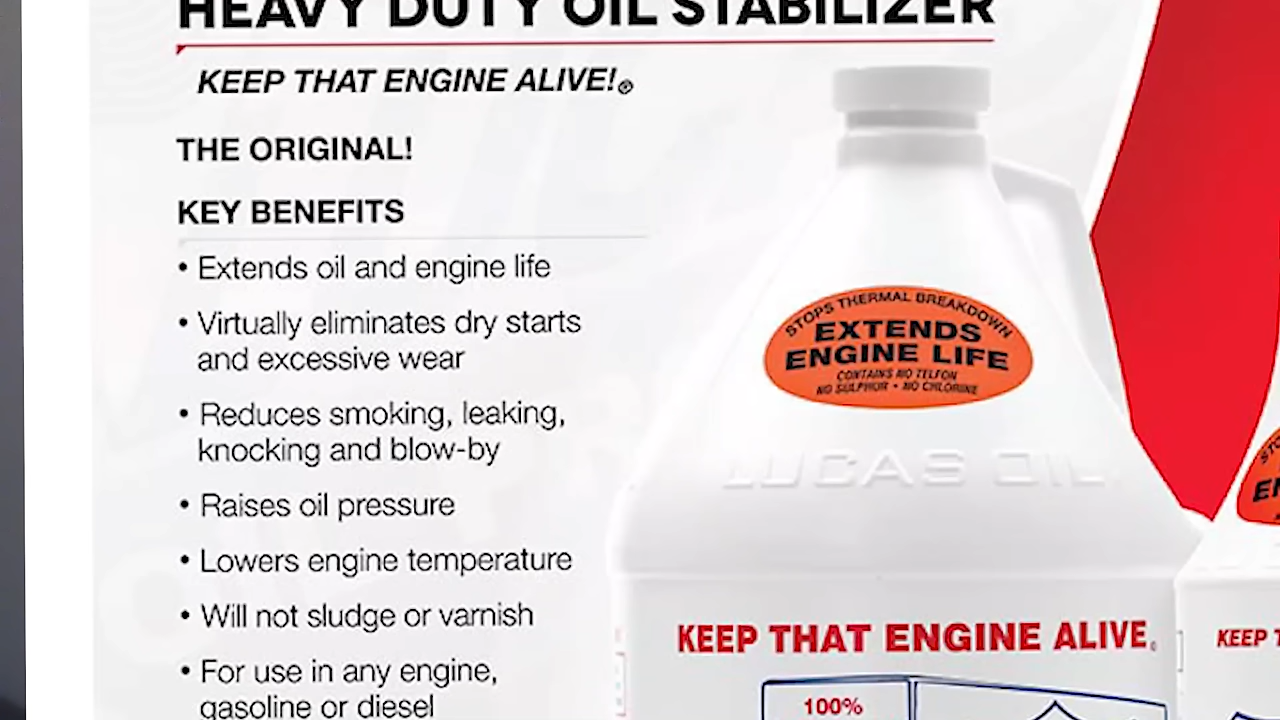 HEAVY DUTY OIL STABILIZER
KEEP THAT ENGINE ALIVE!®
THE ORIGINAL!
KEY BENEFITS
• Extends oil and engine life
• Virtually eliminates dry starts
and excessive wear
• Reduces smoking, leaking,
knocking and blow-by
• Raises oil pressure
• Lowers engine temperature
• Will not sludge or varnish
• For use in any engine,
gasoline or diesel
STOPS THERMAL BREAKDOWN
EXTENDS
ENGINE LIFE
CONTAINS NO TELFON
NO SULPHUR • NO CHLORINE
LUCAS OIL
KEEP THAT ENGINE ALIVE®
100%
STO
EN
KEEP T